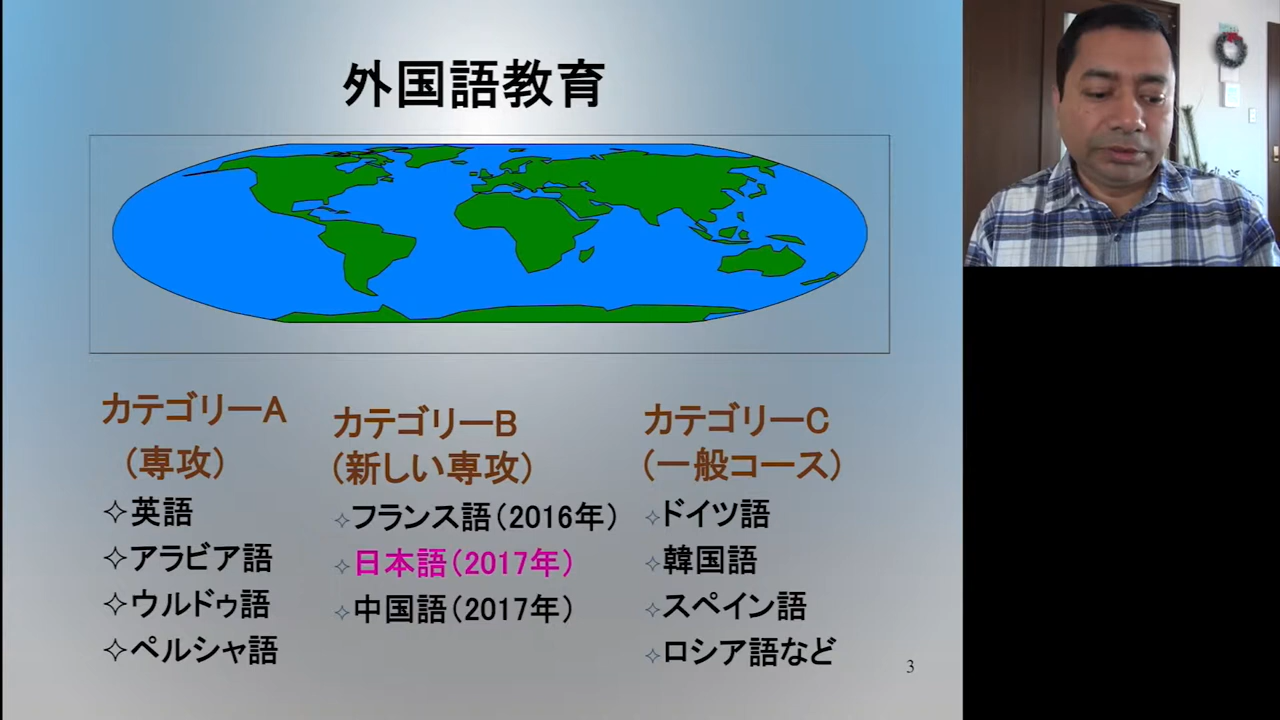 外国語教育
カテゴリーA
（専攻）
✧英語
✧アラビア語
✧ウルドゥ語
✧ペルシャ語
カテゴリーB
（新しい専攻）
✧フランス語（2016年）
✧日本語（2017年）
✧中国語（2017年）
カテゴリーC
（一般コース）
✧ドイツ語
✧韓国語
✧スペイン語
✧ロシア語など
3